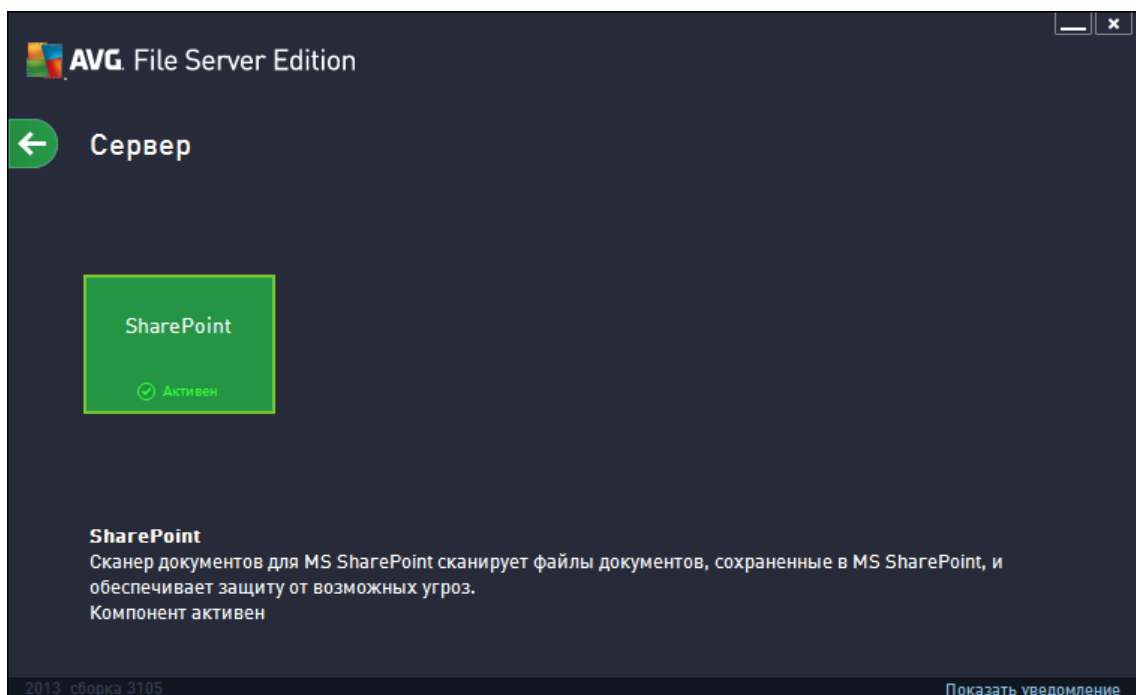 AVG. File Server Edition
Сервер
SharePoint
Активен
SharePoint
Сканер документов для MS SharePoint сканирует файлы документов, сохраненные в MS SharePoint, и
обеспечивает защиту от возможных угроз.
Компонент активен
2013 сборка 3105
Показать уведомление